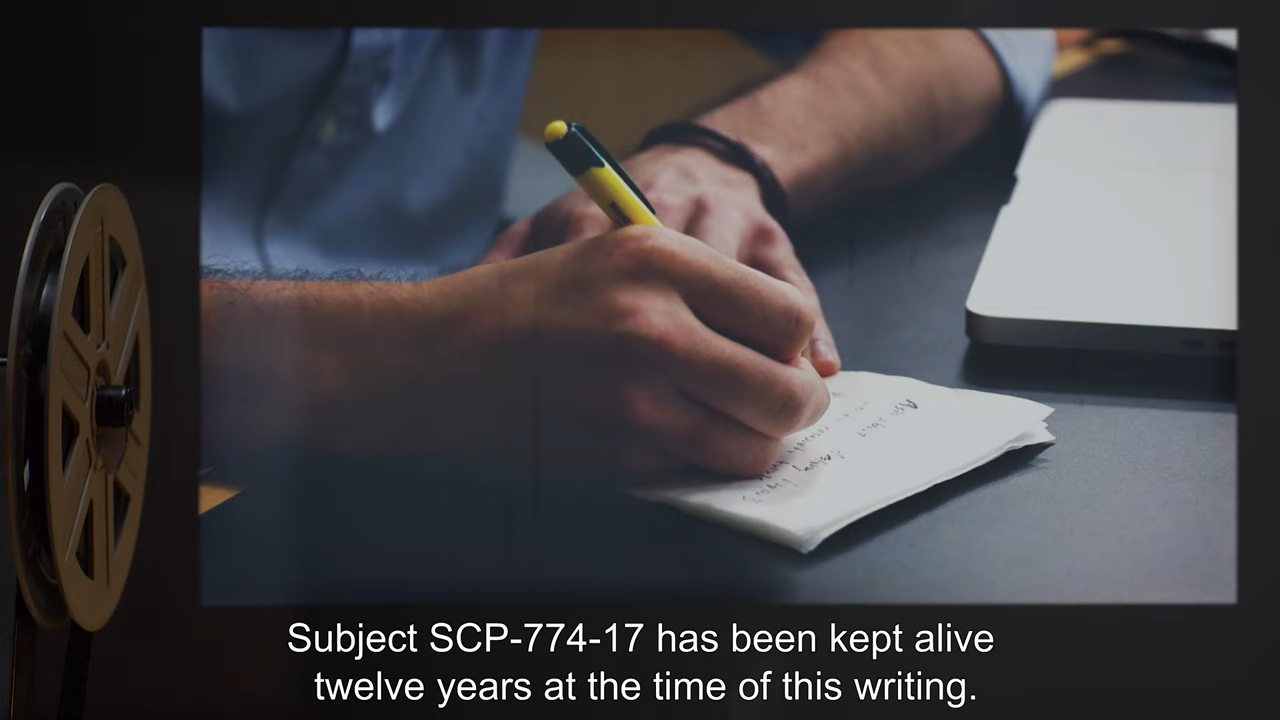 Subject SCP-774-17 has been kept alive
twelve years at the time of this writing.